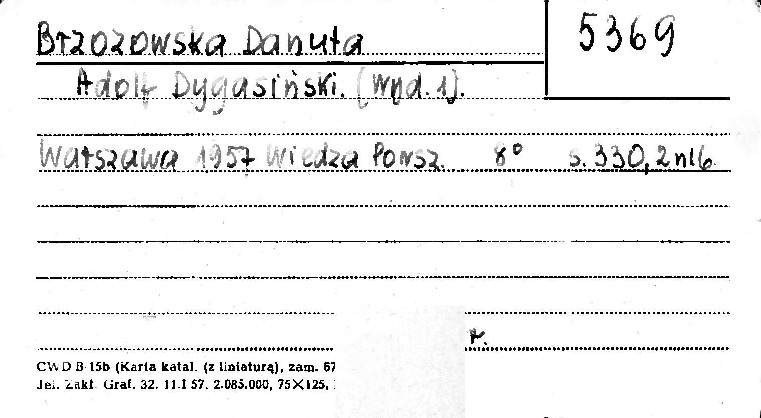 Brzozowska Danuta
5369
Adolf Dygasiński. [Wyd. 1].
Warszawa 1957 Wiedza Powsz. 8° s. 330, 2 nlb.
r.
CWD B-15b (Karta katal. (z liniaturą), zam. 67
Jel. Zakł. Graf. 32. 11.I 57. 2.085.000, 75×125,